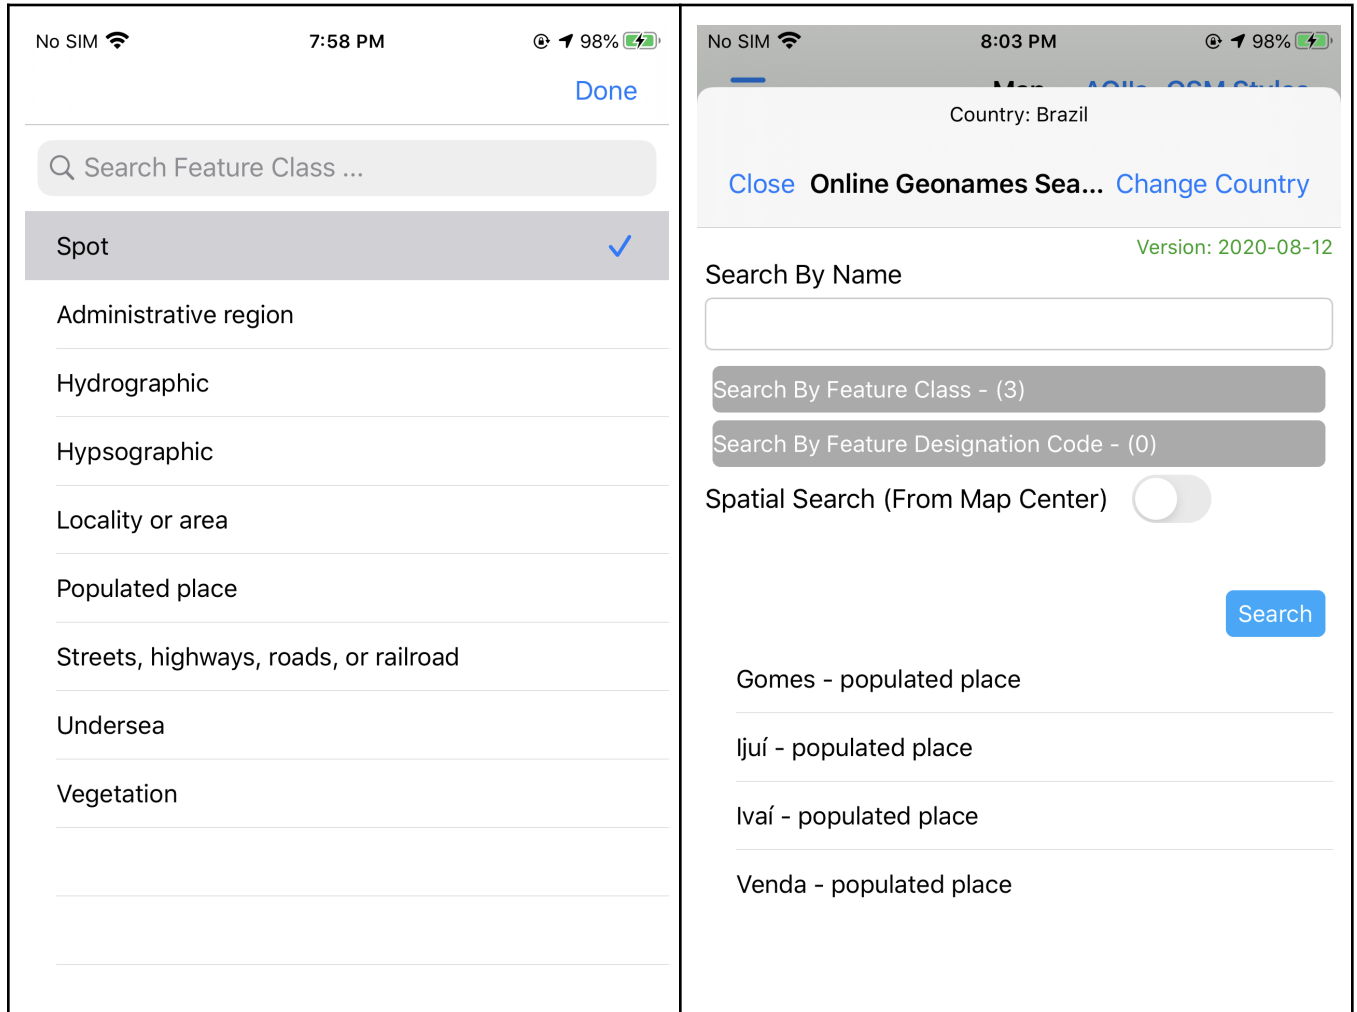 No SIM 7:58 PM 98%
Done
Search Feature Class ...
Spot
Administrative region
Hydrographic
Hypsographic
Locality or area
Populated place
Streets, highways, roads, or railroad
Undersea
Vegetation
No SIM 8:03 PM 98%
Map OSM Styles
Country: Brazil
Close Online Geonames Sea... Change Country
Version: 2020-08-12
Search By Name
Search By Feature Class - (3)
Search By Feature Designation Code - (0)
Spatial Search (From Map Center)
Search
Gomes - populated place
Ijuí - populated place
Ivaí - populated place
Venda - populated place